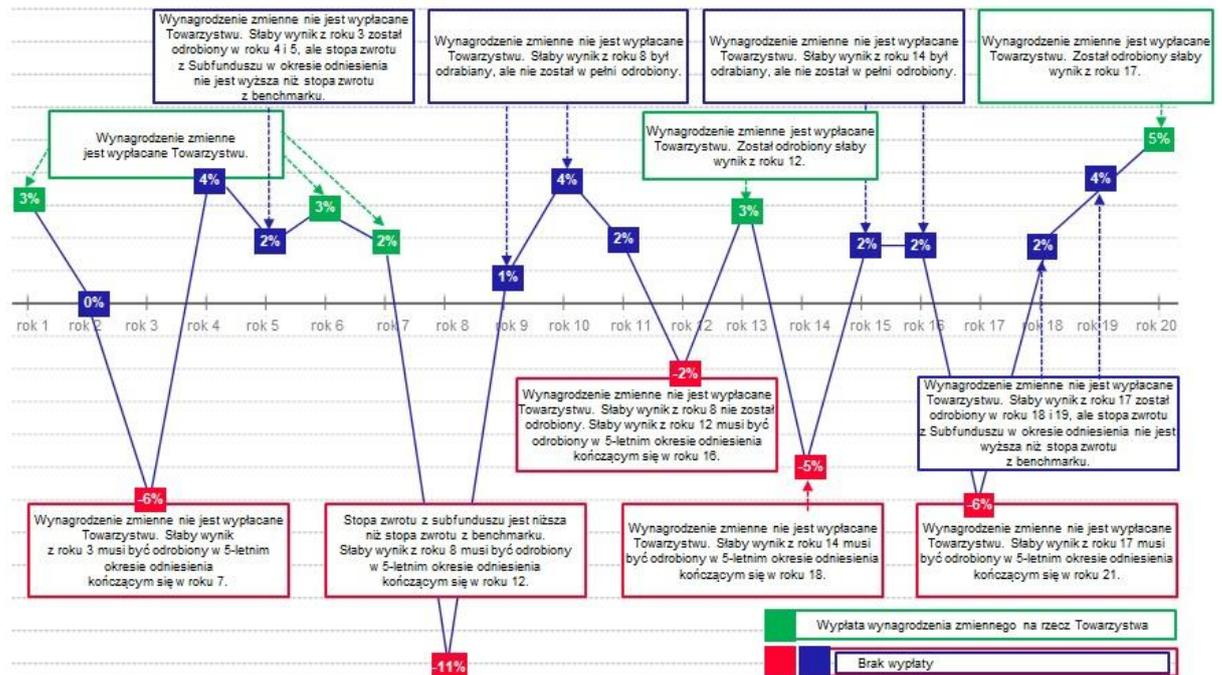 Wynagrodzenie zmienne nie jest wypłacane
Towarzystwu. Słaby wynik z roku 3 został
odrobiony w roku 4 i 5, ale stopa zwrotu
z Subfunduszu w okresie odniesienia
nie jest wyższa niż stopa zwrotu
z benchmarku.
Wynagrodzenie zmienne nie jest wypłacane
Towarzystwu. Słaby wynik z roku 8 był
odrabiany, ale nie został w pełni odrobiony.
Wynagrodzenie zmienne nie jest wypłacane
Towarzystwu. Słaby wynik z roku 14 był
odrabiany, ale nie został w pełni odrobiony.
Wynagrodzenie zmienne jest wypłacane
Towarzystwu. Został odrobiony słaby
wynik z roku 17.
Wynagrodzenie zmienne
jest wypłacane Towarzystwu.
Wynagrodzenie zmienne jest wypłacane
Towarzystwu. Został odrobiony słaby
wynik z roku 12.
3%
0%
-6%
4%
2%
3%
2%
-11%
1%
4%
2%
-2%
3%
-5%
2%
2%
-6%
2%
4%
5%
rok 1
rok 2
rok 3
rok 4
rok 5
rok 6
rok 7
rok 8
rok 9
rok 10
rok 11
rok 12
rok 13
rok 14
rok 15
rok 16
rok 17
rok 18
rok 19
rok 20
Wynagrodzenie zmienne nie jest wypłacane
Towarzystwu. Słaby wynik z roku 8 nie został
odrobiony. Słaby wynik z roku 12 musi być
odrobiony w 5-letnim okresie odniesienia
kończącym się w roku 16.
Wynagrodzenie zmienne nie jest wypłacane
Towarzystwu. Słaby wynik z roku 17 został
odrobiony w roku 18 i 19, ale stopa zwrotu
z Subfunduszu w okresie odniesienia nie jest
wyższa niż stopa zwrotu
z benchmarku.
Wynagrodzenie zmienne nie jest wypłacane
Towarzystwu. Słaby wynik
z roku 3 musi być odrobiony w 5-letnim
okresie odniesienia
kończącym się w roku 7.
Stopa zwrotu z subfunduszu jest niższa
niż stopa zwrotu z benchmarku.
Słaby wynik z roku 8 musi być odrobiony
w 5-letnim okresie odniesienia
kończącym się w roku 12.
Wynagrodzenie zmienne nie jest wypłacane
Towarzystwu. Słaby wynik z roku 14 musi
być odrobiony w 5-letnim okresie odniesienia
kończącym się w roku 18.
Wynagrodzenie zmienne nie jest wypłacane
Towarzystwu. Słaby wynik z roku 17 musi
być odrobiony w 5-letnim okresie odniesienia
kończącym się w roku 21.
Wypłata wynagrodzenia zmiennego na rzecz Towarzystwa
Brak wypłaty